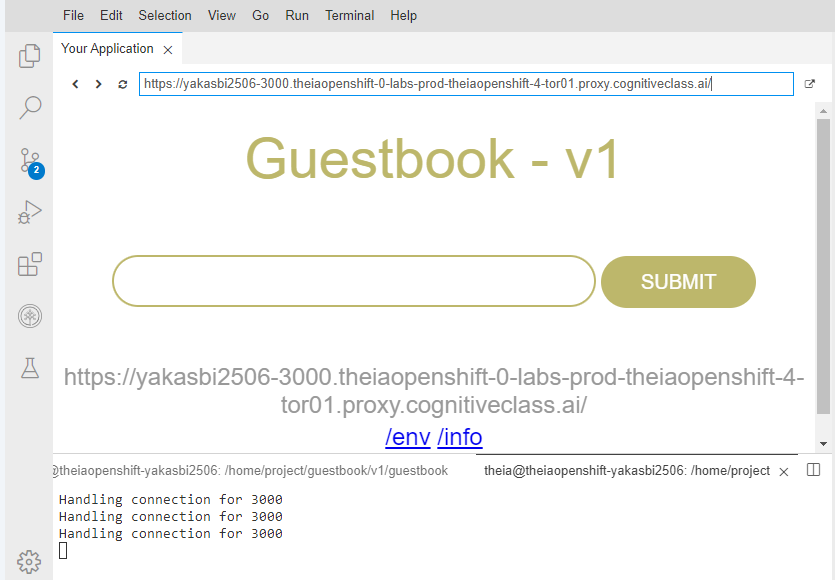 File Edit Selection View Go Run Terminal Help
Your Application
https://yakasbi2506-3000.theiaopenshift-0-labs-prod-theiaopenshift-4-tor01.proxy.cognitiveclass.ai/
Guestbook - v1
SUBMIT
2
https://yakasbi2506-3000.theiaopenshift-0-labs-prod-theiaopenshift-4-
tor01.proxy.cognitiveclass.ai/
/env /info
@theiaopenshift-yakasbi2506: /home/project/guestbook/v1/guestbook theia@theiaopenshift-yakasbi2506: /home/project
Handling connection for 3000
Handling connection for 3000
Handling connection for 3000